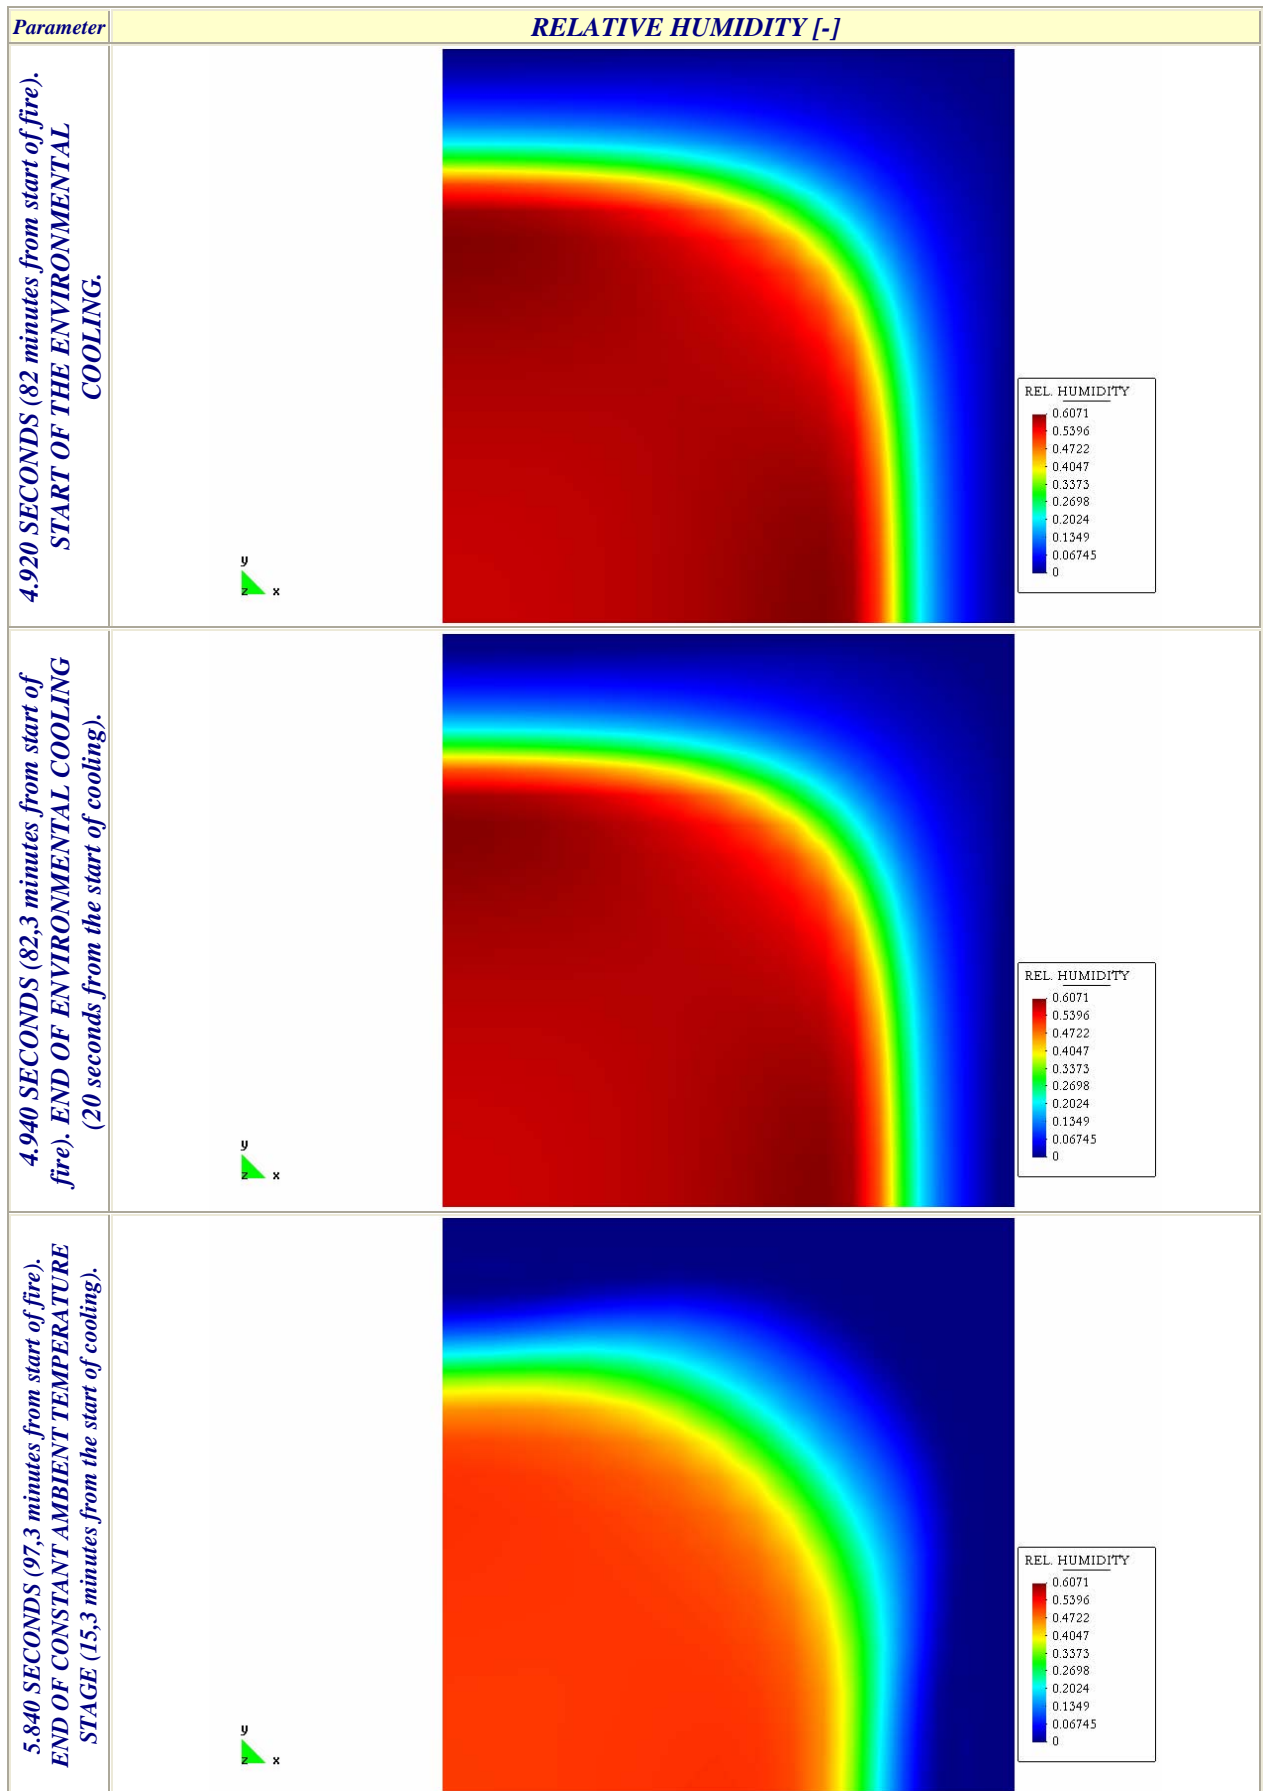 Parameter
RELATIVE HUMIDITY [-]
4.920 SECONDS (82 minutes from start of fire).
START OF THE ENVIRONMENTAL
COOLING.
y
z x
REL. HUMIDITY
0.6071
0.5396
0.4722
0.4047
0.3373
0.2698
0.2024
0.1349
0.06745
0
4.940 SECONDS (82,3 minutes from start of
fire). END OF ENVIRONMENTAL COOLING
(20 seconds from the start of cooling).
y
z x
REL. HUMIDITY
0.6071
0.5396
0.4722
0.4047
0.3373
0.2698
0.2024
0.1349
0.06745
0
5.840 SECONDS (97,3 minutes from start of fire).
END OF CONSTANT AMBIENT TEMPERATURE
STAGE (15,3 minutes from the start of cooling).
y
z x
REL. HUMIDITY
0.6071
0.5396
0.4722
0.4047
0.3373
0.2698
0.2024
0.1349
0.06745
0